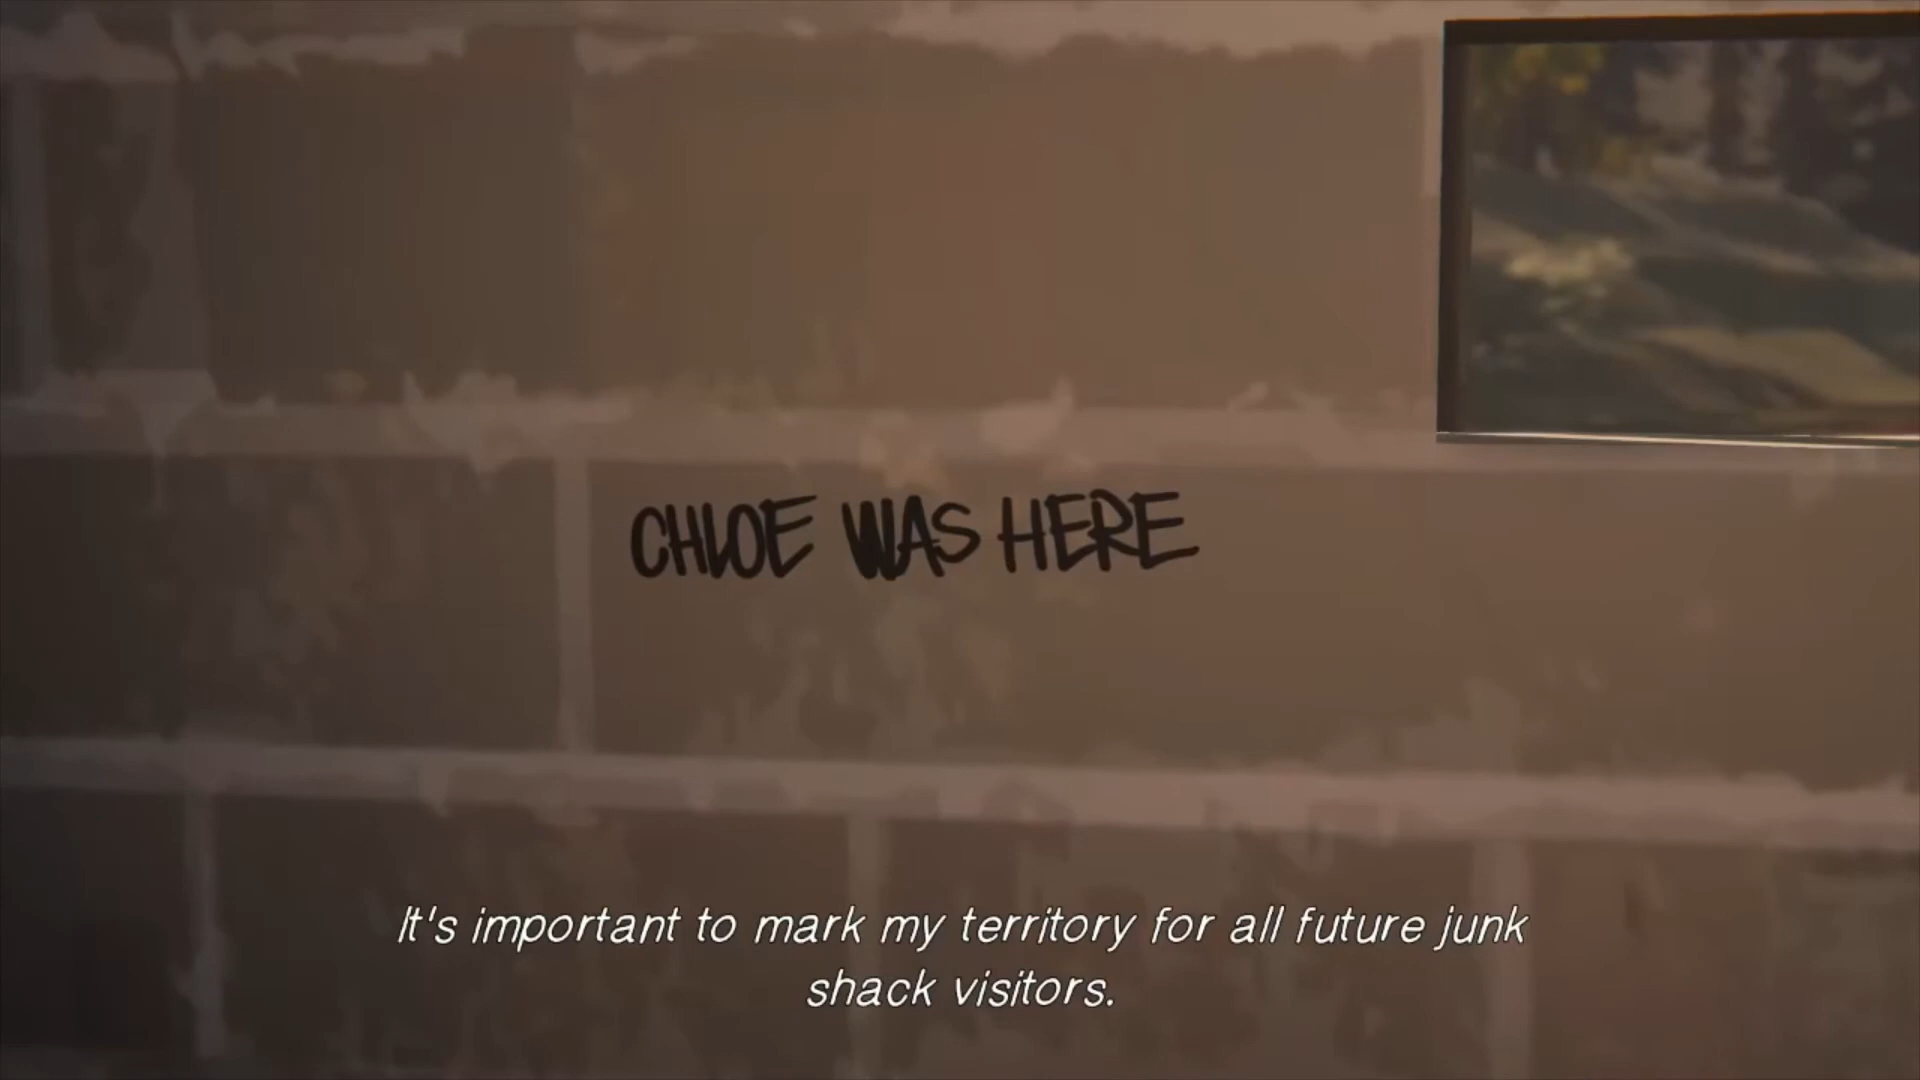 CHLOE WAS HERE
It's important to mark my territory for all future junk
shack visitors.